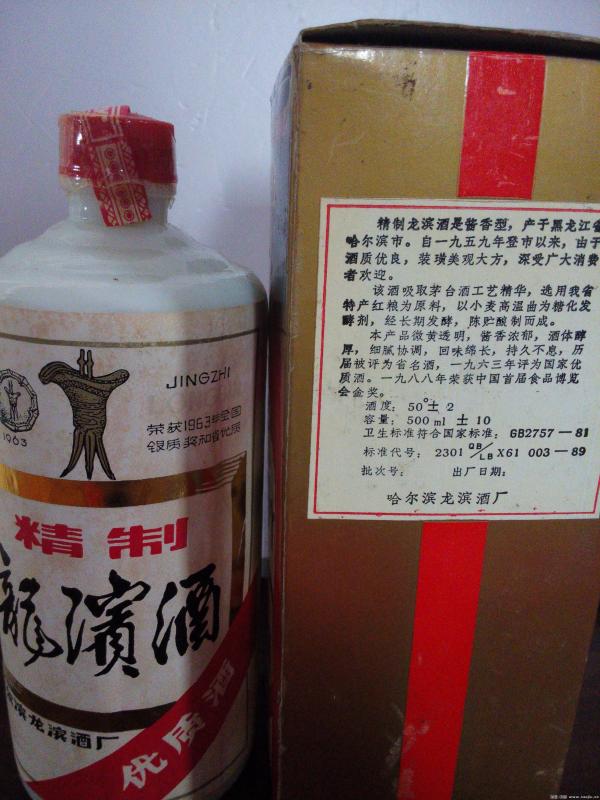 JINGZHI
1963
荣获1963年全国
银质奖和省优质
精制
龍濱酒
滨龙滨酒厂
优质酒
精制龙滨酒是酱香型，产于黑龙江省
哈尔滨市。自一九五九年登市以来，由于
酒质优良，装璜美观大方，深受广大消费
者欢迎。
该酒吸取茅台酒工艺精华，选用我省
特产红粮为原料，以小麦高温曲为糖化发
酵剂，经长期发酵，陈贮酸制而成。
本产品微黄透明，酱香浓郁，酒体醇
厚，细腻协调，回味绵长，持久不息，历
届被评为省名酒，一九六三年评为国家优
质酒。一九八八年荣获中国首届食品博览
会金奖。
酒度：50°±2
容量：500ml ±10
卫生标准符合国家标准：GB2757—81
标准代号：2301 QB/LB X61 003—89
批次号： 出厂日期：
哈尔滨龙滨酒厂